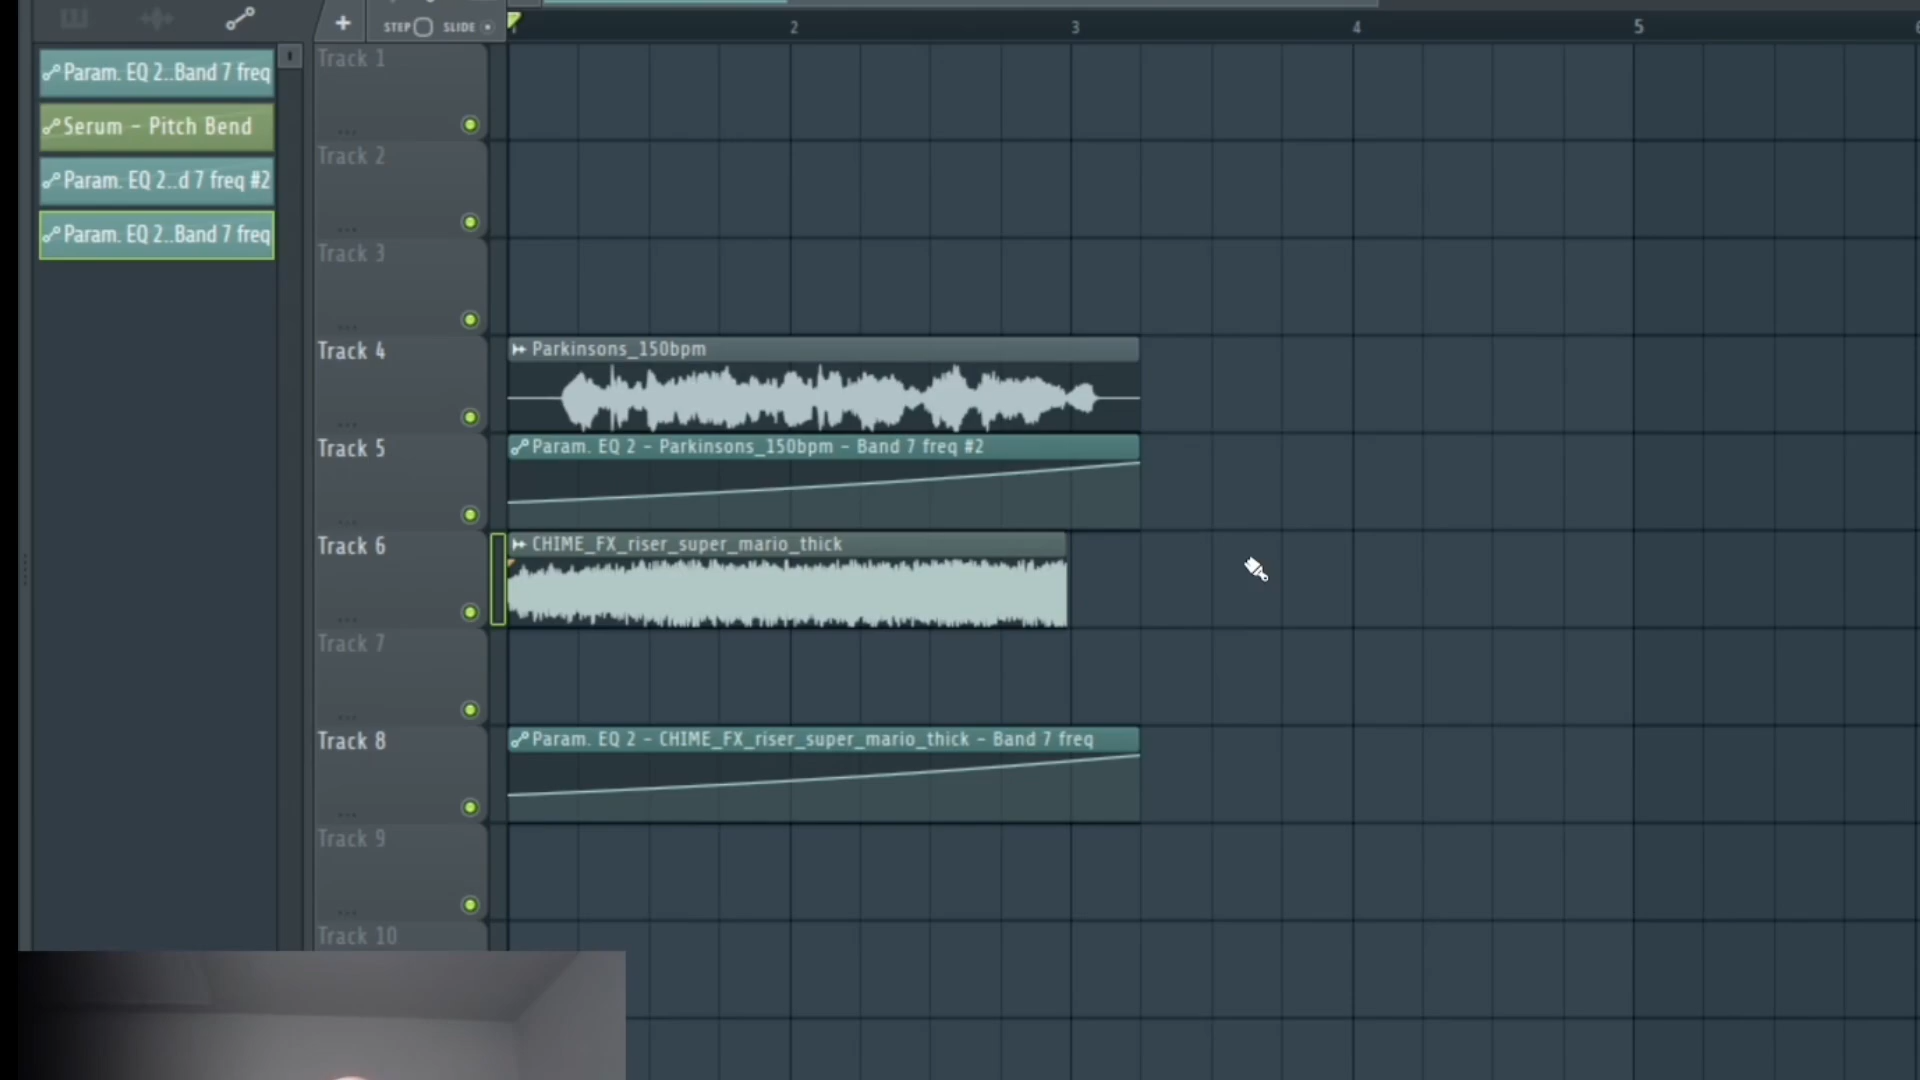 +
STEP SLIDE
2 3 4 5
Param. EQ 2..Band 7 freq
Serum - Pitch Bend
Param. EQ 2..d 7 freq #2
Param. EQ 2..Band 7 freq
Track 1
...
Track 2
...
Track 3
...
Track 4
...
Parkinsons_150bpm
Track 5
...
Param. EQ 2 - Parkinsons_150bpm - Band 7 freq #2
Track 6
...
CHIME_FX_riser_super_mario_thick
Track 7
...
Track 8
...
Param. EQ 2 - CHIME_FX_riser_super_mario_thick - Band 7 freq
Track 9
...
Track 10